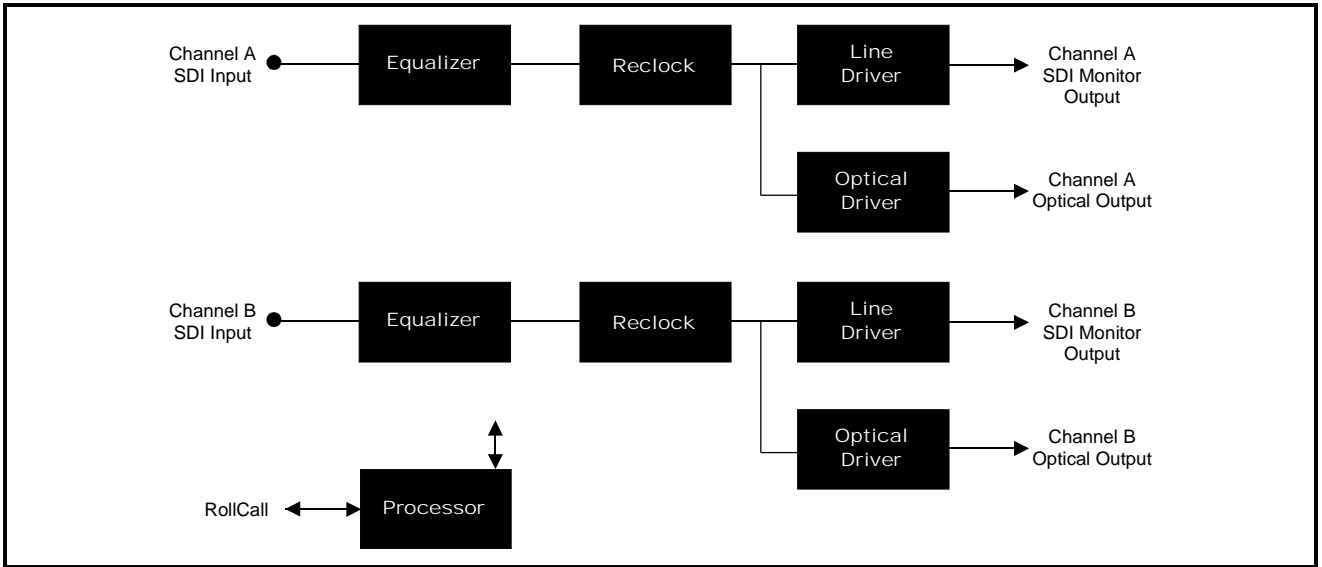 Channel A
SDI Input
Equalizer
Reclock
Line
Driver
Channel A
SDI Monitor
Output
Optical
Driver
Channel A
Optical Output
Channel B
SDI Input
Equalizer
Reclock
Line
Driver
Channel B
SDI Monitor
Output
Optical
Driver
Channel B
Optical Output
RollCall
Processor